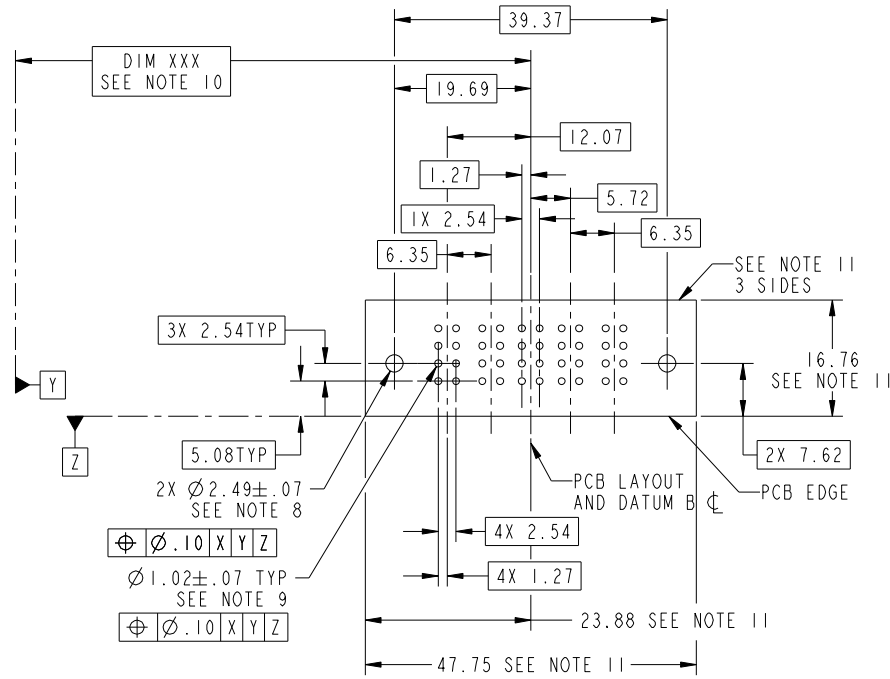 39.37
DIM XXX
SEE NOTE 10
19.69
12.07
1.27
5.72
1X 2.54
6.35
6.35
SEE NOTE 11
3 SIDES
3X 2.54TYP
16.76
SEE NOTE 11
Y
Z
5.08TYP
2X 7.62
2X Ø2.49±.07
SEE NOTE 8
PCB LAYOUT
AND DATUM B ℄
PCB EDGE
⌖ Ø.10 X Y Z
4X 2.54
Ø1.02±.07 TYP
SEE NOTE 9
4X 1.27
⌖ Ø.10 X Y Z
23.88 SEE NOTE 11
47.75 SEE NOTE 11